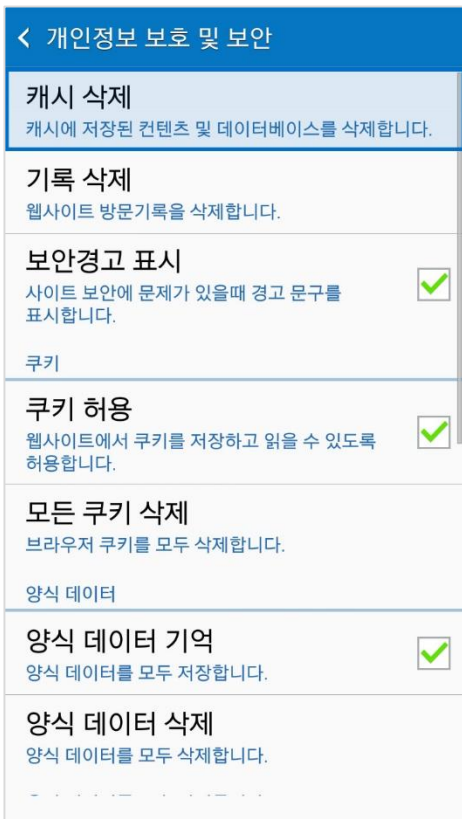 개인정보 보호 및 보안
캐시 삭제
캐시에 저장된 컨텐츠 및 데이터베이스를 삭제합니다.
기록 삭제
웹사이트 방문기록을 삭제합니다.
보안경고 표시
사이트 보안에 문제가 있을때 경고 문구를
표시합니다.
쿠키
쿠키 허용
웹사이트에서 쿠키를 저장하고 읽을 수 있도록
허용합니다.
모든 쿠키 삭제
브라우저 쿠키를 모두 삭제합니다.
양식 데이터
양식 데이터 기억
양식 데이터를 모두 저장합니다.
양식 데이터 삭제
양식 데이터를 모두 삭제합니다.